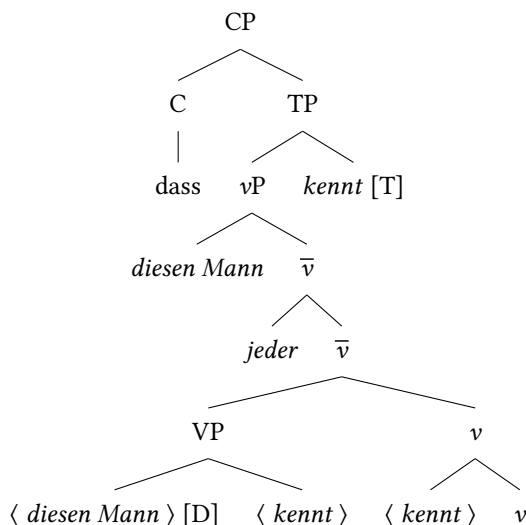 CP
C TP
dass vP kennt [T]
diesen Mann v̅
jeder v̅
VP v
⟨ diesen Mann ⟩ [D] ⟨ kennt ⟩ ⟨ kennt ⟩ v